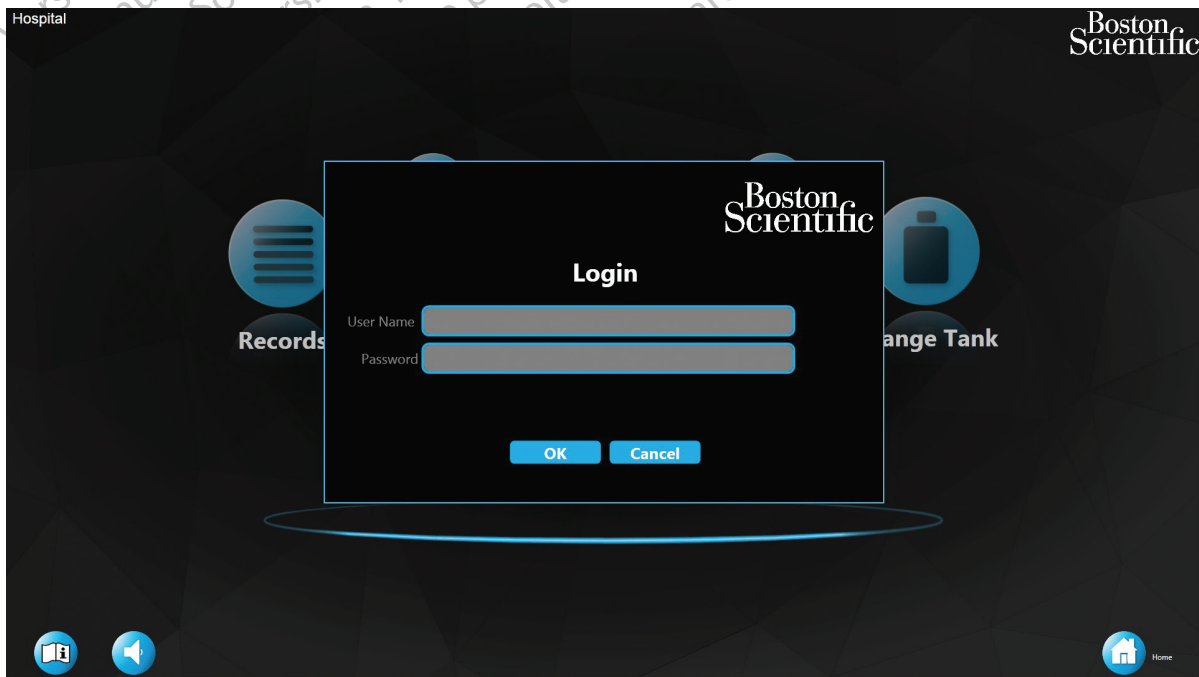 Hospital
Boston
Scientific
Boston
Scientific
Login
User Name
Password
Records
ange Tank
OK
Cancel
i
Home